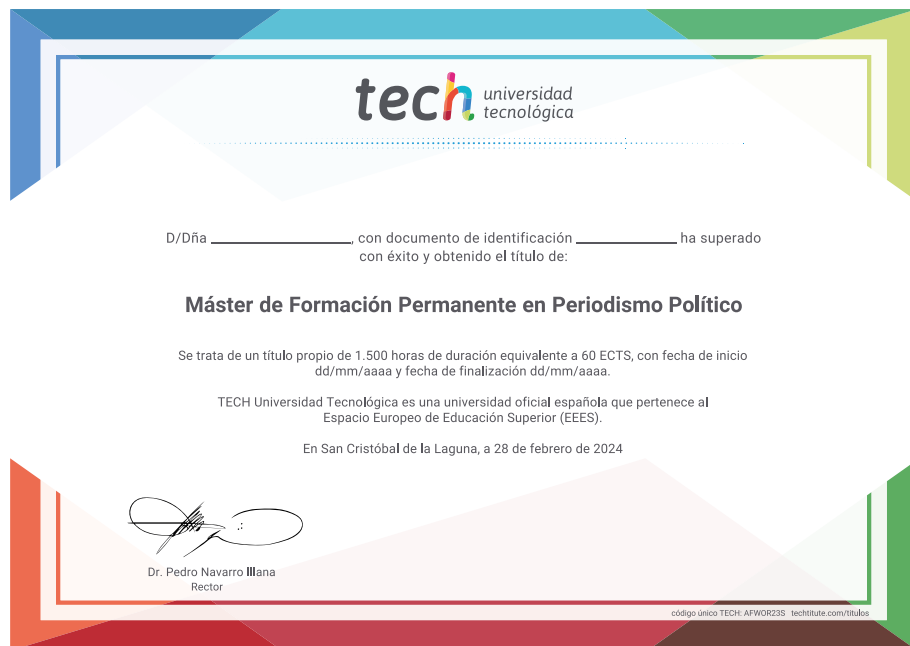 tech universidad
tecnológica
D/Dña ____________________, con documento de identificación ______________ ha superado
con éxito y obtenido el título de:
Máster de Formación Permanente en Periodismo Político
Se trata de un título propio de 1.500 horas de duración equivalente a 60 ECTS, con fecha de inicio
dd/mm/aaaa y fecha de finalización dd/mm/aaaa.
TECH Universidad Tecnológica es una universidad oficial española que pertenece al
Espacio Europeo de Educación Superior (EEES).
En San Cristóbal de la Laguna, a 28 de febrero de 2024
Dr. Pedro Navarro Illana
Rector
código único TECH: AFWOR23S techtitute.com/titulos